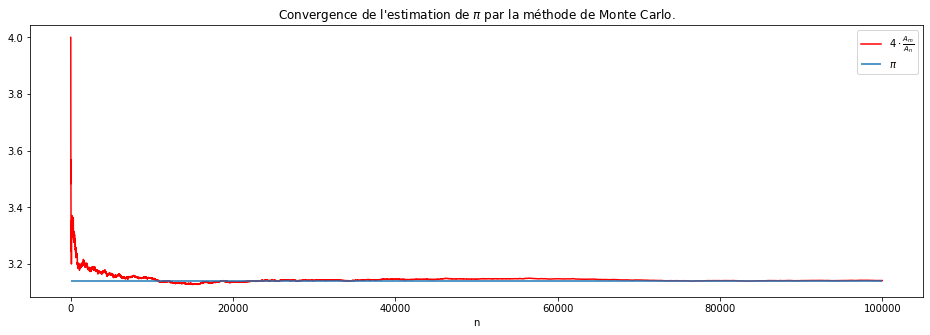 Convergence de l'estimation de π par la méthode de Monte Carlo.
4 · A_m/A_n
π
4.0
3.8
3.6
3.4
3.2
0 20000 40000 60000 80000 100000
n